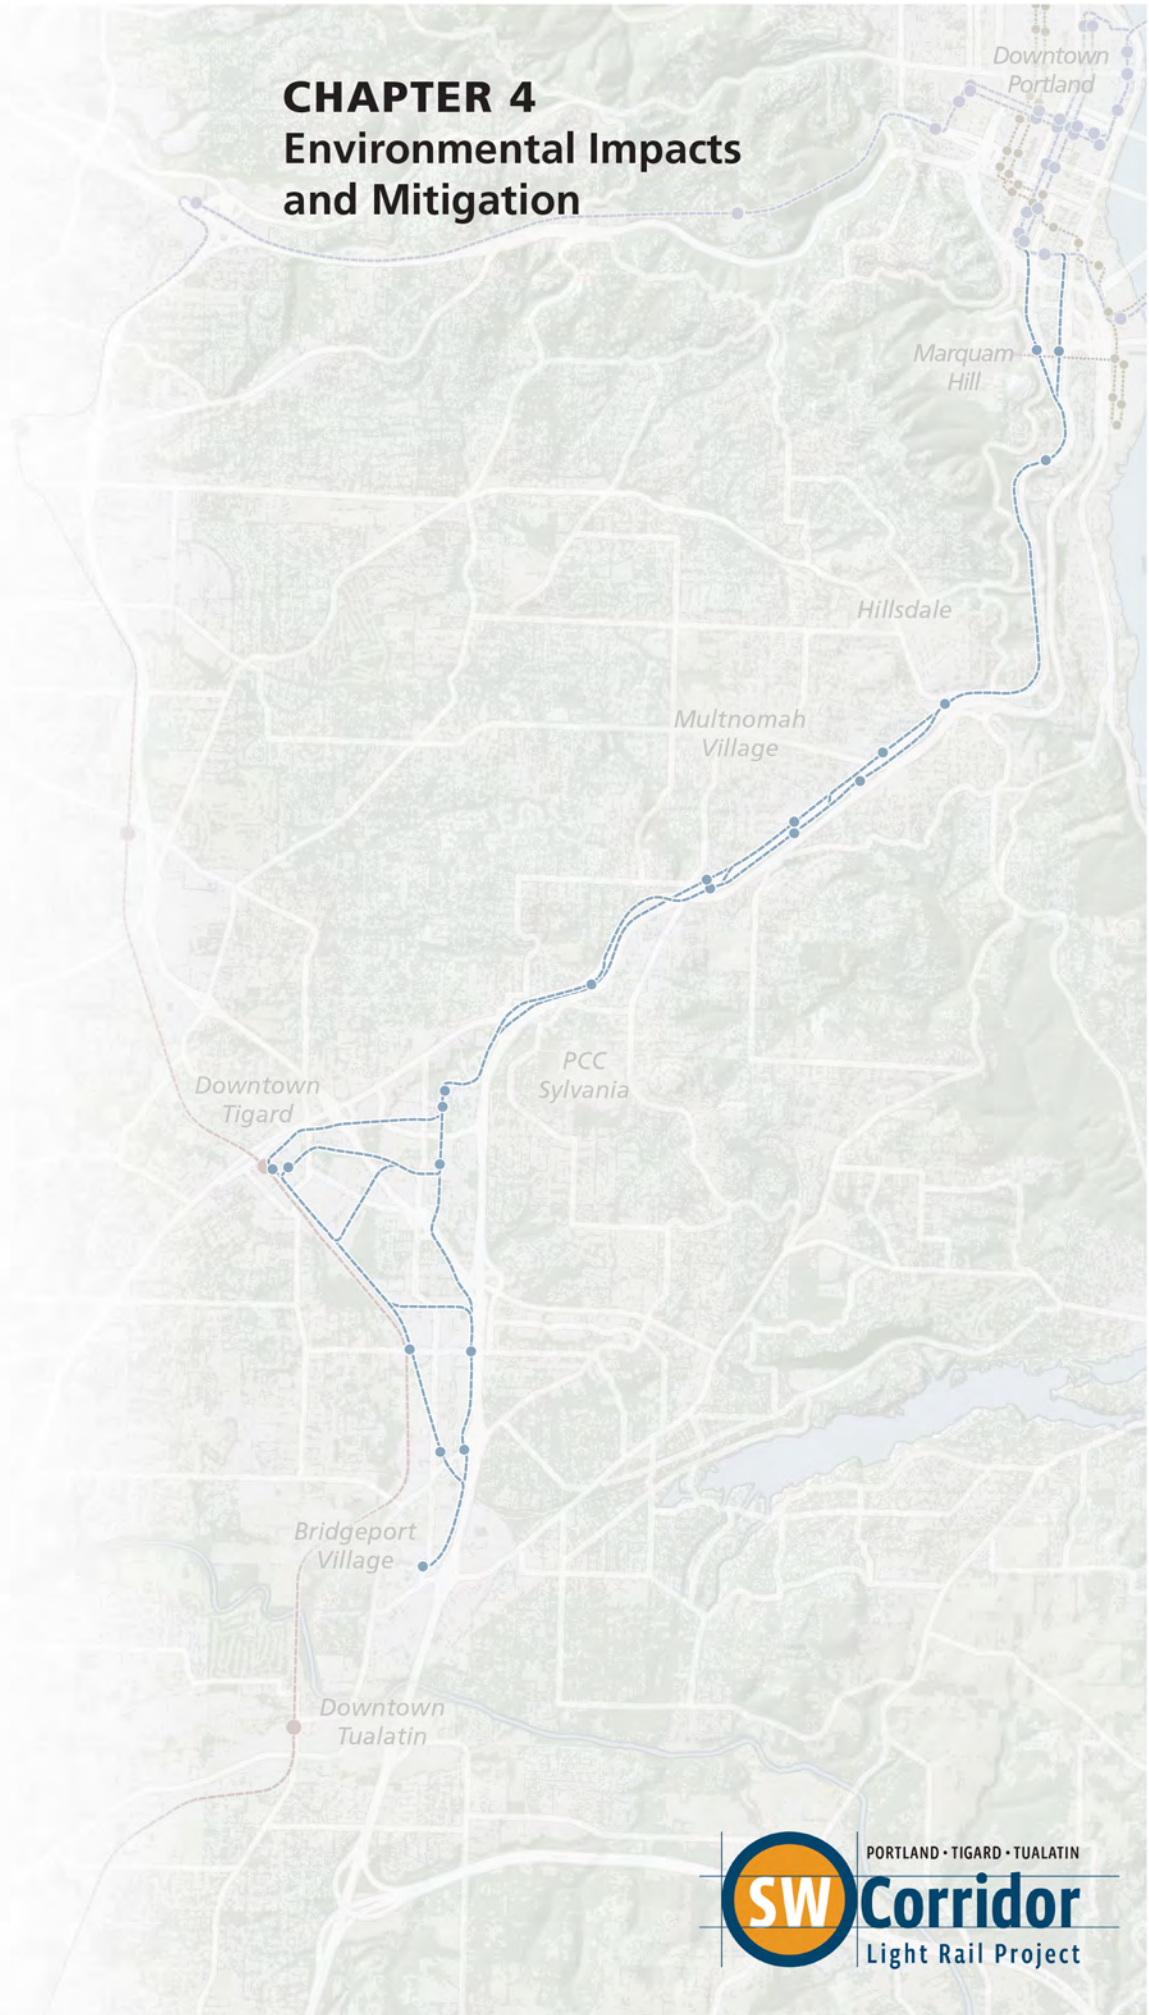 CHAPTER 4
Environmental Impacts
and Mitigation
Downtown
Portland
Marquam
Hill
Hillsdale
Multnomah
Village
PCC
Sylvania
Downtown
Tigard
Bridgeport
Village
Downtown
Tualatin
PORTLAND • TIGARD • TUALATIN
SW Corridor
Light Rail Project